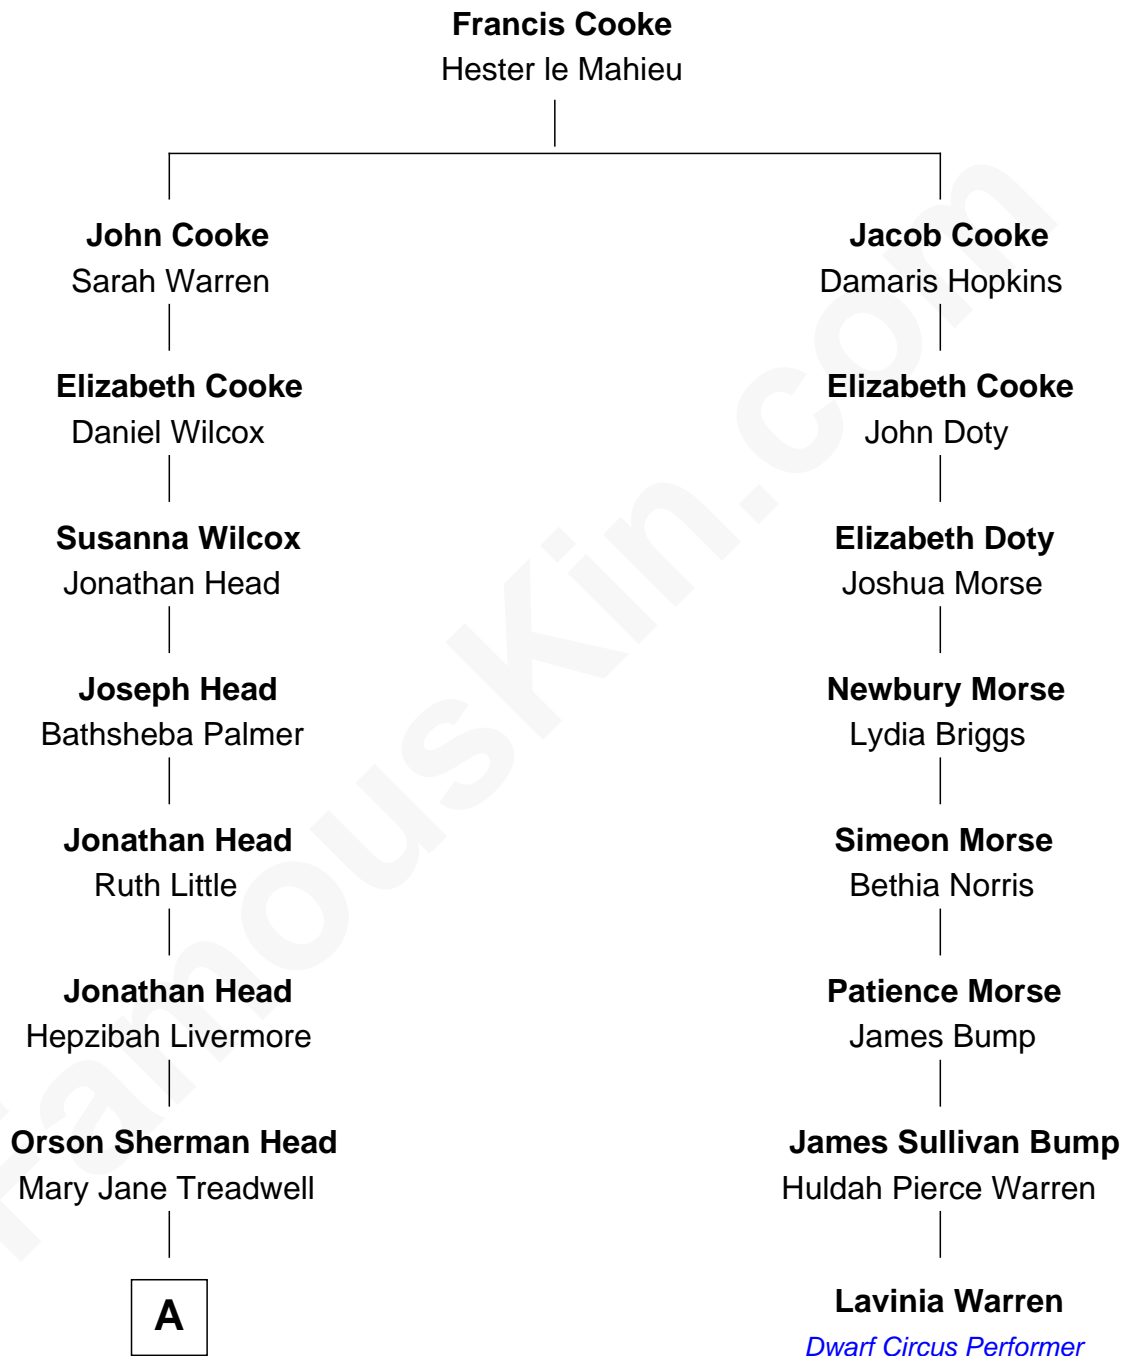 Francis Cooke
Hester le Mahieu
John Cooke
Sarah Warren
Jacob Cooke
Damaris Hopkins
Elizabeth Cooke
Daniel Wilcox
Elizabeth Cooke
John Doty
Susanna Wilcox
Jonathan Head
Elizabeth Doty
Joshua Morse
Joseph Head
Bathsheba Palmer
Newbury Morse
Lydia Briggs
Jonathan Head
Ruth Little
Simeon Morse
Bethia Norris
Jonathan Head
Hepzibah Livermore
Patience Morse
James Bump
Orson Sherman Head
Mary Jane Treadwell
James Sullivan Bump
Huldah Pierce Warren
A
Lavinia Warren
Dwarf Circus Performer
FamousKin.com